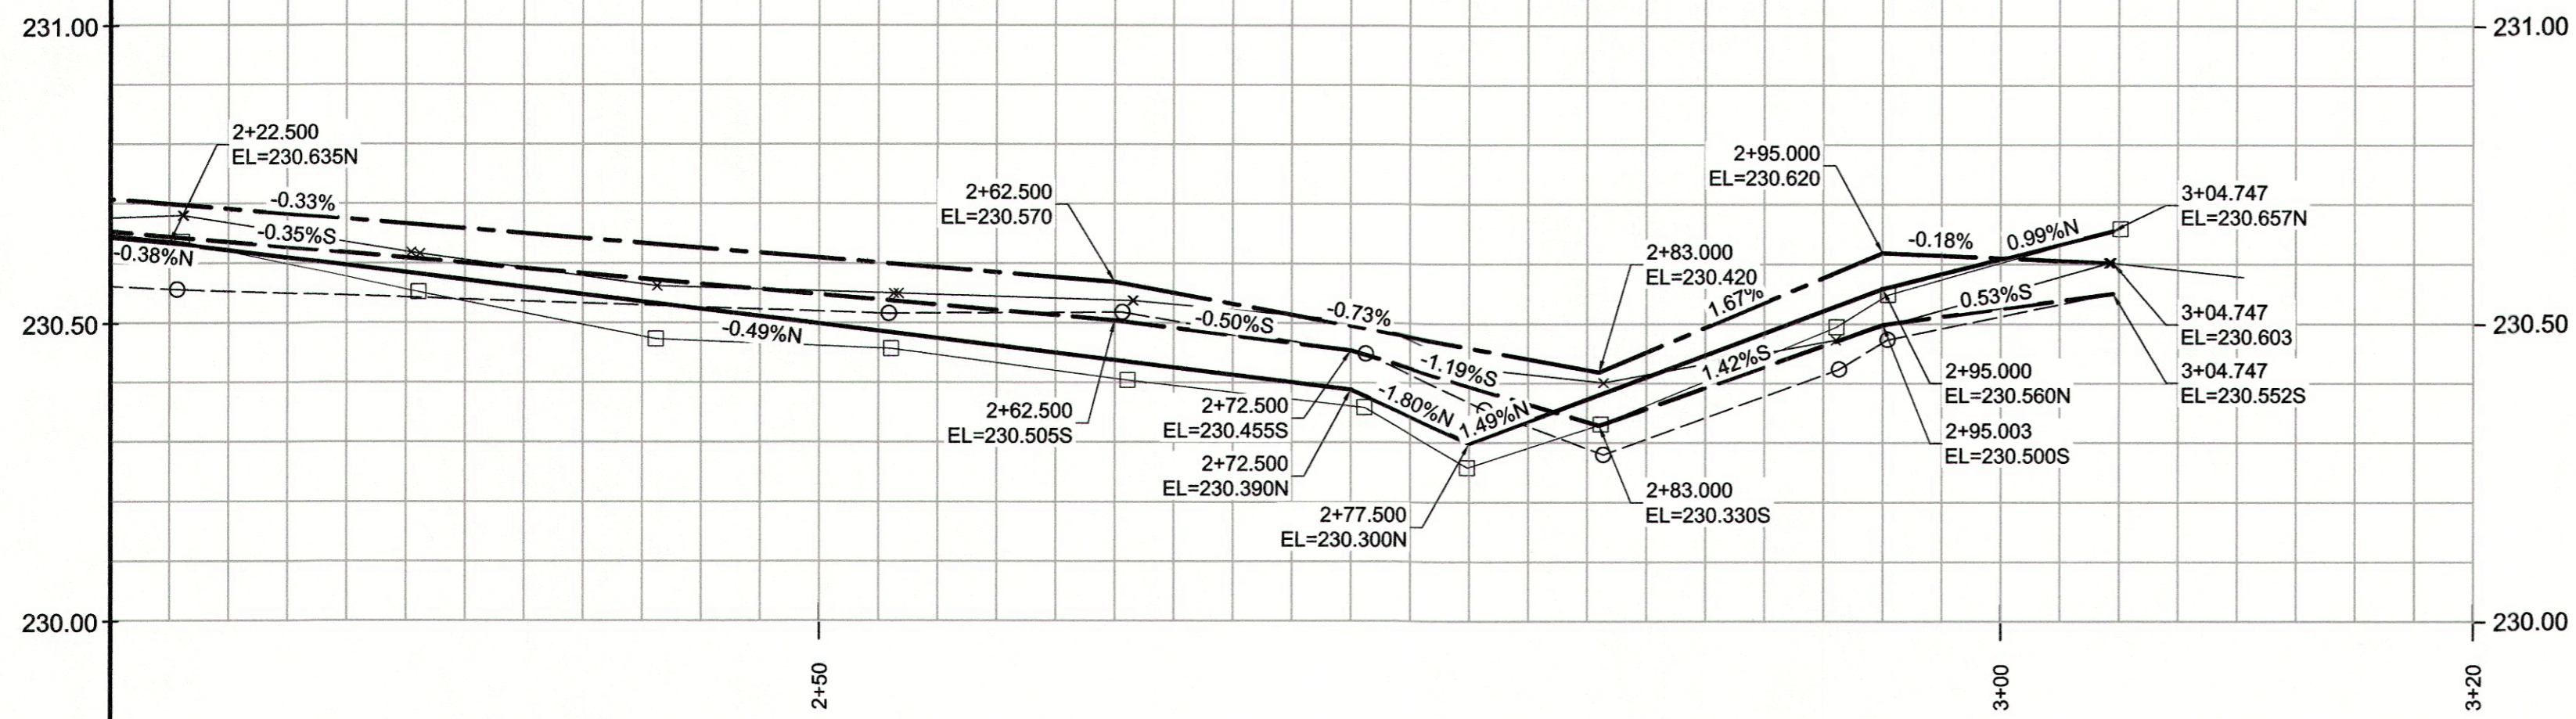 231.00
231.00
2+22.500
EL=230.635N
2+95.000
EL=230.620
2+62.500
EL=230.570
3+04.747
EL=230.657N
-0.33%
-0.35%S
-0.38%N
-0.18%
0.99%N
2+83.000
EL=230.420
1.67%
0.53%S
-0.73%
-0.50%S
-0.49%N
230.50
230.50
3+04.747
EL=230.603
-1.19%S
1.42%S
-1.80%N
1.49%N
2+95.000
EL=230.560N
3+04.747
EL=230.552S
2+62.500
EL=230.505S
2+72.500
EL=230.455S
2+95.003
EL=230.500S
2+72.500
EL=230.390N
2+83.000
EL=230.330S
2+77.500
EL=230.300N
230.00
230.00
2+50
3+00
3+20